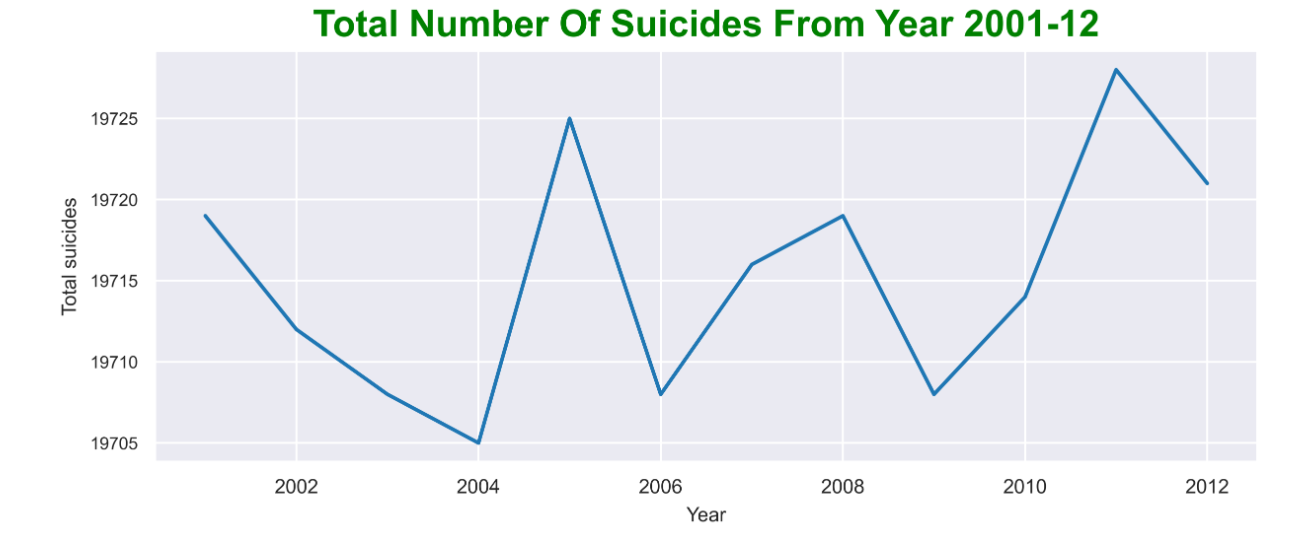 Total Number Of Suicides From Year 2001-12
19725
19720
19715
19710
19705
Total suicides
2002 2004 2006 2008 2010 2012
Year